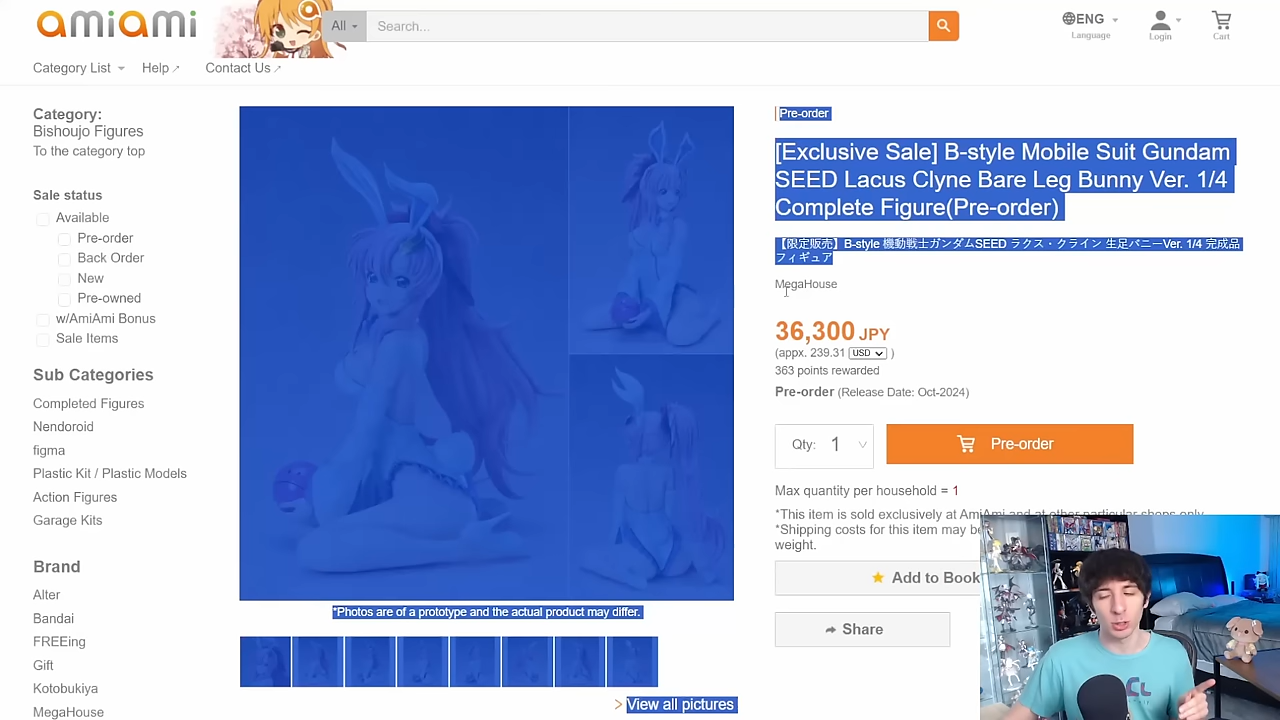 amiami
All
Search...
ENG
Language
Login
Cart
Category List
Help
Contact Us
Category:
Bishoujo Figures
To the category top
Sale status
Available
Pre-order
Back Order
New
Pre-owned
w/AmiAmi Bonus
Sale Items
Sub Categories
Completed Figures
Nendoroid
figma
Plastic Kit / Plastic Models
Action Figures
Garage Kits
Brand
Alter
Bandai
FREEing
Gift
Kotobukiya
MegaHouse
*Photos are of a prototype and the actual product may differ.
> View all pictures
Pre-order
[Exclusive Sale] B-style Mobile Suit Gundam
SEED Lacus Clyne Bare Leg Bunny Ver. 1/4
Complete Figure(Pre-order)
【限定販売】B-style 機動戦士ガンダムSEED ラクス・クライン 生足バニーVer. 1/4 完成品
フィギュア
MegaHouse
36,300 JPY
(appx. 239.31 USD )
363 points rewarded
Pre-order (Release Date: Oct-2024)
Qty: 1
Pre-order
Max quantity per household = 1
*This item is sold exclusively at AmiAmi and at other particular shops only.
*Shipping costs for this item may be
weight.
Add to Book
Share
CL